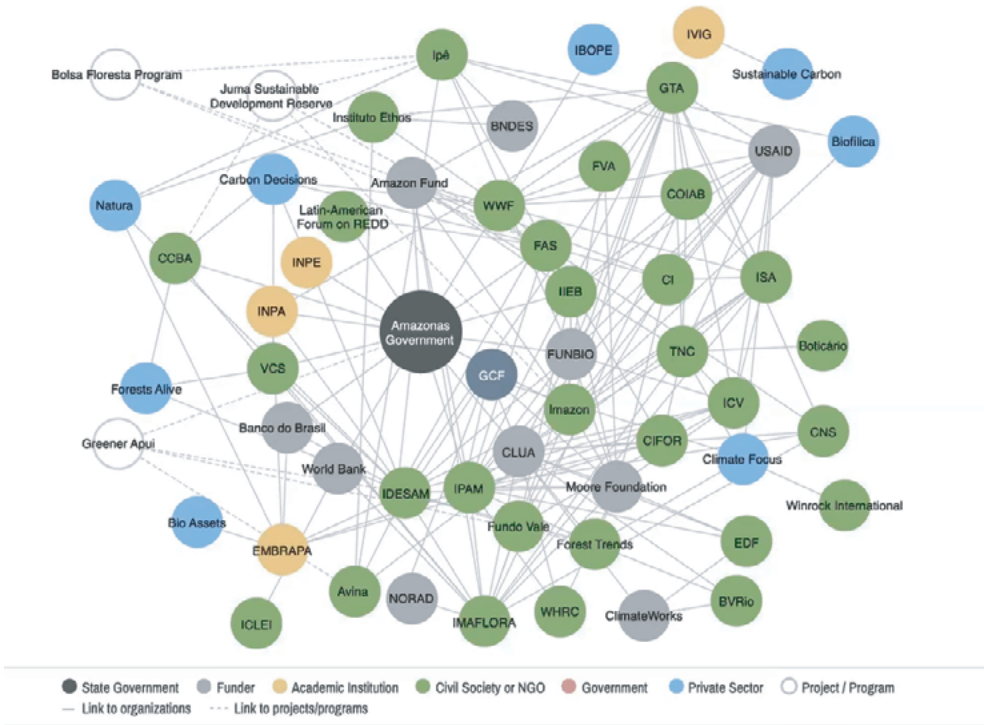 Ipê
IBOPE
IVIG
Bolsa Floresta Program
Sustainable Carbon
Juma Sustainable
Development Reserve
GTA
Instituto Ethos
BNDES
Biofílica
USAID
FVA
Carbon Decisions
Amazon Fund
COIAB
Natura
WWF
Latin-American
Forum on REDD
FAS
CCBA
INPE
CI
ISA
IIEB
INPA
Amazonas
Government
FUNBIO
TNC
Boticário
VCS
GCF
Forests Alive
ICV
Imazon
Banco do Brasil
CNS
Greener Apui
CIFOR
CLUA
Climate Focus
World Bank
IDESAM
IPAM
Moore Foundation
Winrock International
Bio Assets
Fundo Vale
EMBRAPA
Forest Trends
EDF
Avina
NORAD
BVRio
WHRC
ClimateWorks
ICLEI
IMAFLORA
State Government
Funder
Academic Institution
Civil Society or NGO
Government
Private Sector
Project / Program
Link to organizations
Link to projects/programs